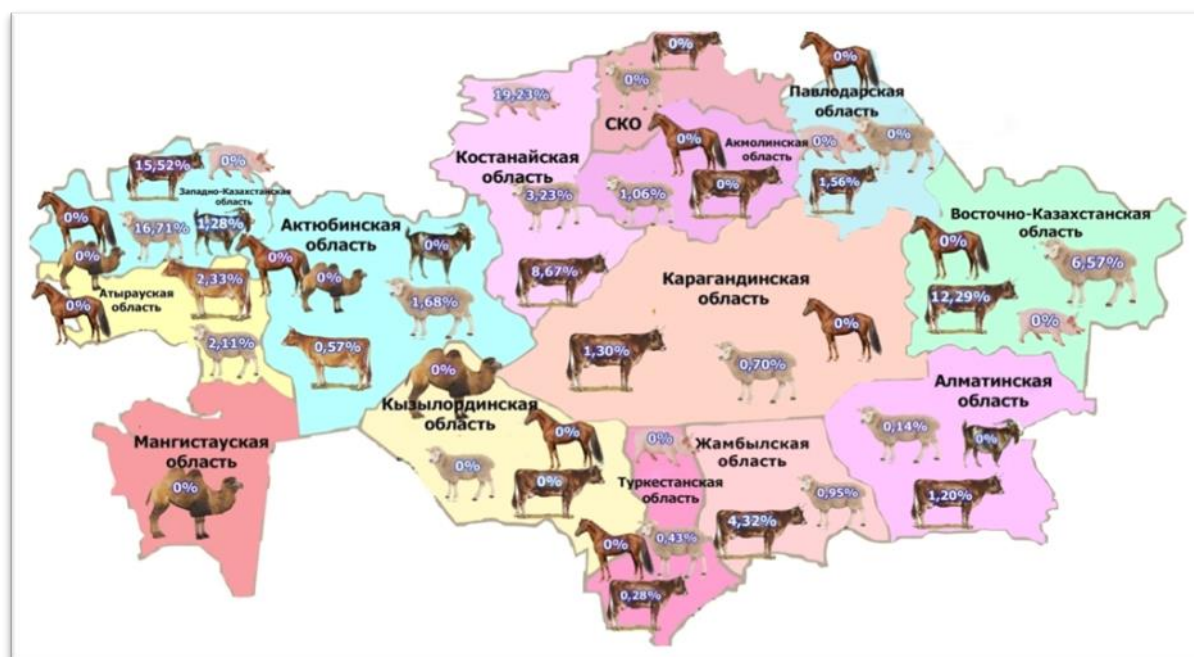 0%
0%
0%
Павлодарская
область
0%
0%
1,56%
19,23%
СКО
Костанайская
область
3,23%
8,67%
0%
Акмолинская
область
1,06%
0%
15,52%
0%
Западно-Казахстанская
область
0%
16,71%
1,28%
0%
Актюбинская
область
0%
0%
0%
1,68%
0,57%
Атырауская
область
2,33%
0%
2,11%
Восточно-Казахстанская
область
0%
6,57%
12,29%
0%
Карагандинская
область
0%
1,30%
0,70%
Алматинская
область
0,14%
0%
1,20%
0%
Кызылординская
область
0%
0%
0%
Мангистауская
область
0%
0%
Туркестанская
область
0%
0,43%
0,28%
Жамбылская
область
0,95%
4,32%